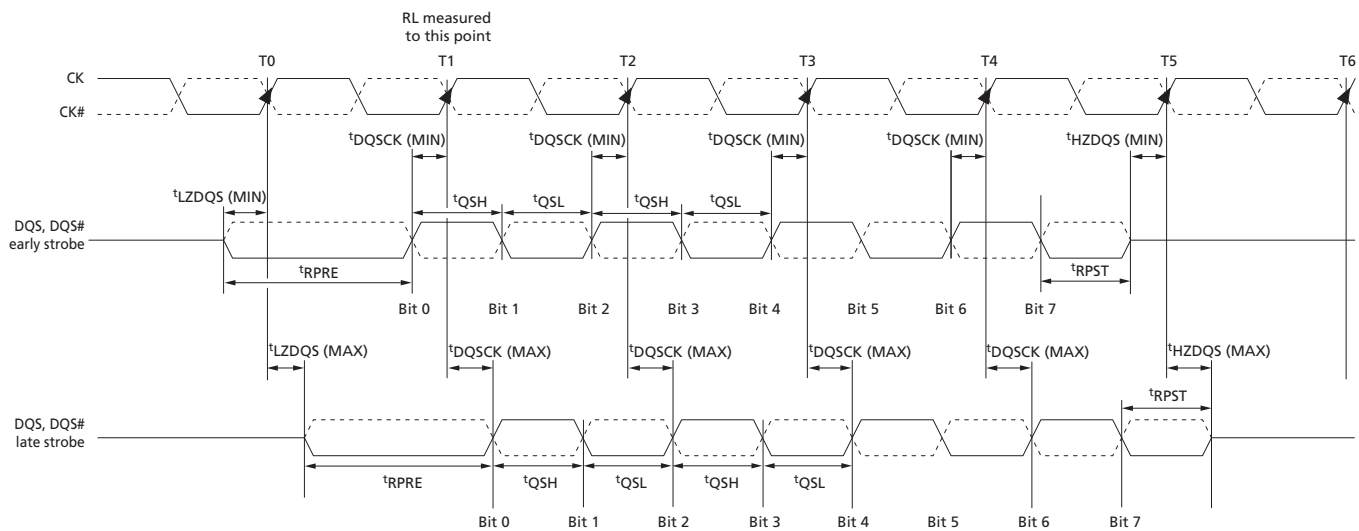 RL measured
to this point
T0 T1 T2 T3 T4 T5 T6
CK
CK#
tDQSCK (MIN) tDQSCK (MIN) tDQSCK (MIN) tDQSCK (MIN) tHZDQS (MIN)
tLZDQS (MIN)
tQSH tQSL tQSH tQSL
DQS, DQS#
early strobe
tRPRE tRPST
Bit 0 Bit 1 Bit 2 Bit 3 Bit 4 Bit 5 Bit 6 Bit 7
tLZDQS (MAX) tDQSCK (MAX) tDQSCK (MAX) tDQSCK (MAX) tDQSCK (MAX) tHZDQS (MAX)
tRPST
DQS, DQS#
late strobe
tRPRE tQSH tQSL tQSH tQSL
Bit 0 Bit 1 Bit 2 Bit 3 Bit 4 Bit 5 Bit 6 Bit 7